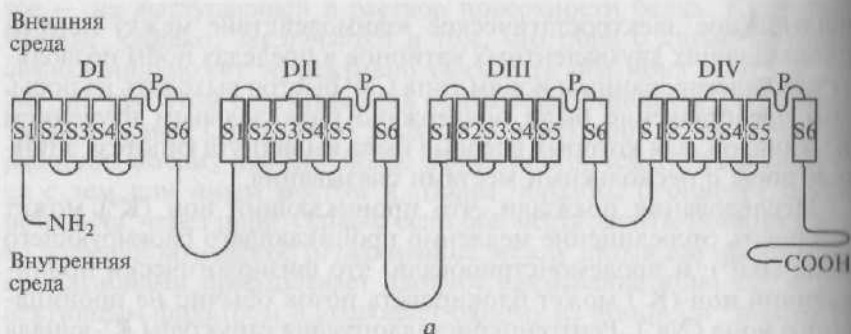 Внешняя
среда
DI
P
DII
P
DIII
P
DIV
P
S1 S2 S3 S4 S5 S6 S1 S2 S3 S4 S5 S6 S1 S2 S3 S4 S5 S6 S1 S2 S3 S4 S5 S6
NH2
Внутренняя
среда
COOH
а